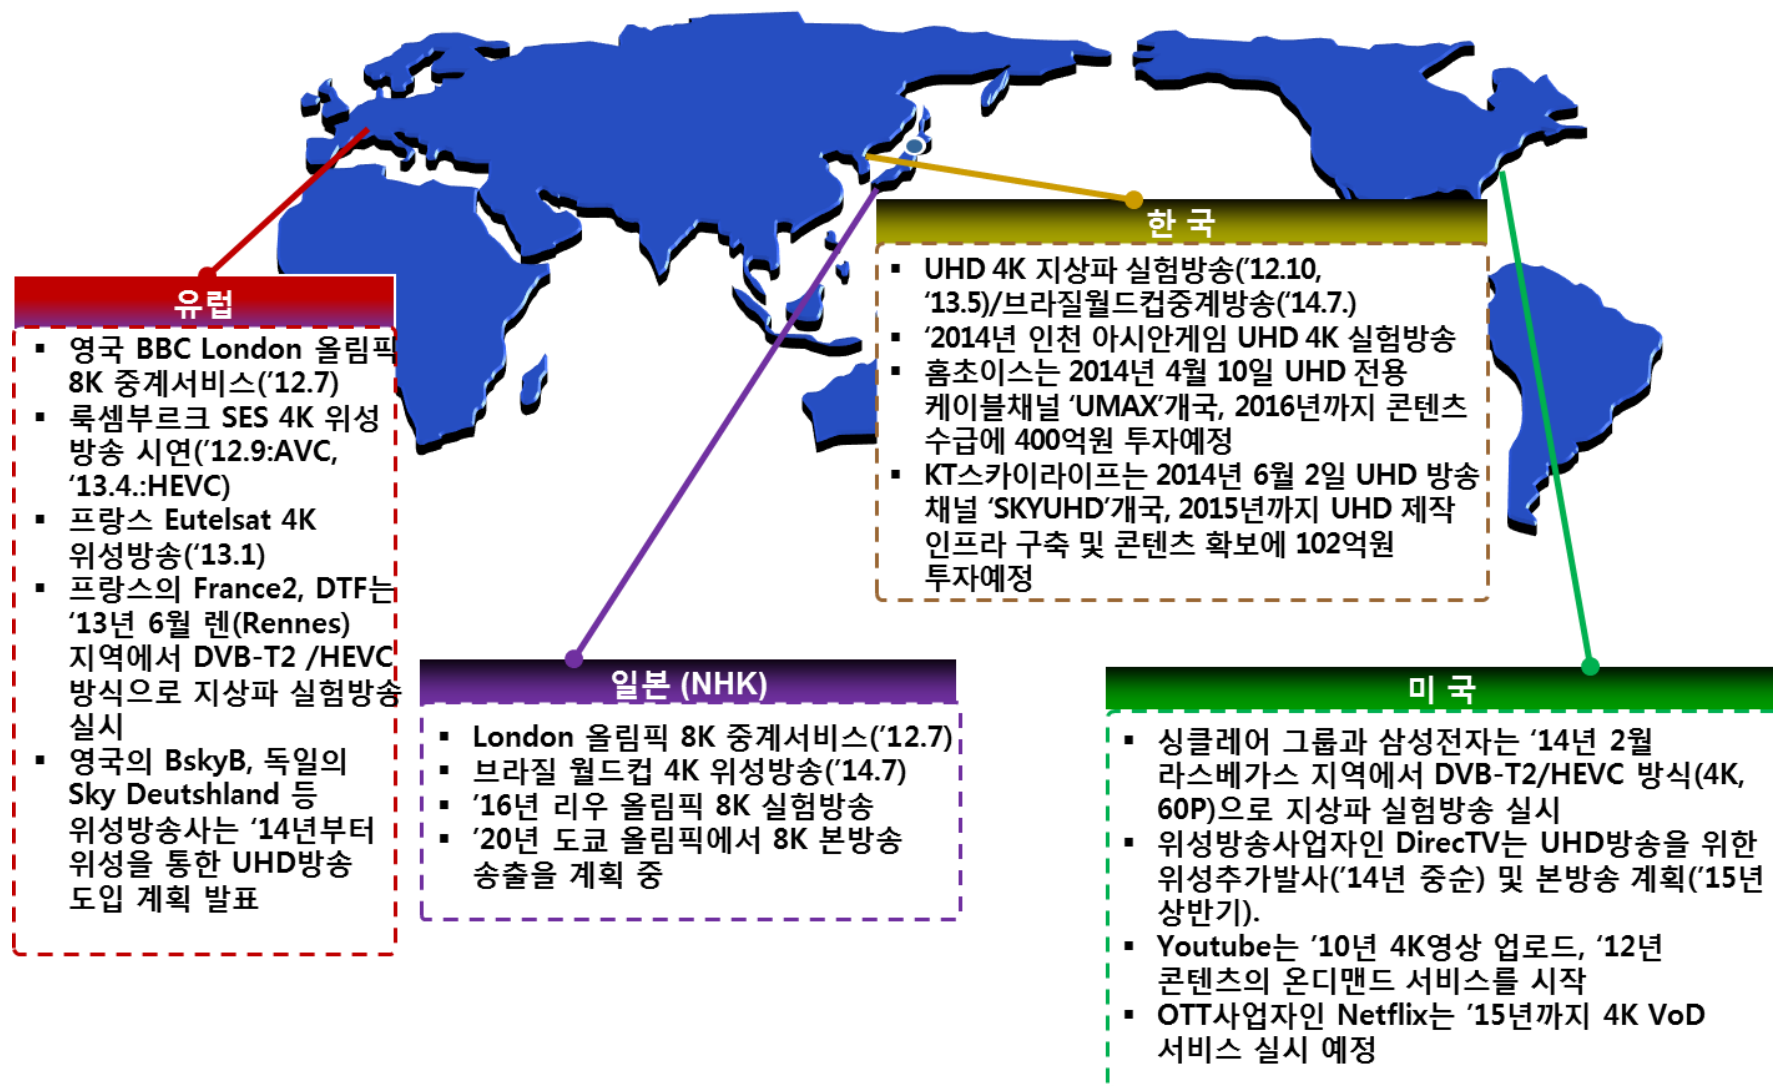 유럽
▪ 영국 BBC London 올림픽
8K 중계서비스(’12.7)
▪ 룩셈부르크 SES 4K 위성
방송 시연(’12.9:AVC,
‘13.4.:HEVC)
▪ 프랑스 Eutelsat 4K
위성방송(‘13.1)
▪ 프랑스의 France2, DTF는
‘13년 6월 렌(Rennes)
지역에서 DVB-T2 /HEVC
방식으로 지상파 실험방송
실시
▪ 영국의 BskyB, 독일의
Sky Deutshland 등
위성방송사는 ‘14년부터
위성을 통한 UHD방송
도입 계획 발표
일본 (NHK)
▪ London 올림픽 8K 중계서비스(’12.7)
▪ 브라질 월드컵 4K 위성방송(’14.7)
▪ ’16년 리우 올림픽 8K 실험방송
▪ ’20년 도쿄 올림픽에서 8K 본방송
송출을 계획 중
한 국
▪ UHD 4K 지상파 실험방송(’12.10,
‘13.5)/브라질월드컵중계방송(‘14.7.)
▪ ‘2014년 인천 아시안게임 UHD 4K 실험방송
▪ 홈초이스는 2014년 4월 10일 UHD 전용
케이블채널 ‘UMAX’개국, 2016년까지 콘텐츠
수급에 400억원 투자예정
▪ KT스카이라이프는 2014년 6월 2일 UHD 방송
채널 ‘SKYUHD’개국, 2015년까지 UHD 제작
인프라 구축 및 콘텐츠 확보에 102억원
투자예정
미 국
▪ 싱클레어 그룹과 삼성전자는 ‘14년 2월
라스베가스 지역에서 DVB-T2/HEVC 방식(4K,
60P)으로 지상파 실험방송 실시
▪ 위성방송사업자인 DirecTV는 UHD방송을 위한
위성추가발사(’14년 중순) 및 본방송 계획(’15년
상반기).
▪ Youtube는 ’10년 4K영상 업로드, ‘12년
콘텐츠의 온디맨드 서비스를 시작
▪ OTT사업자인 Netflix는 ’15년까지 4K VoD
서비스 실시 예정